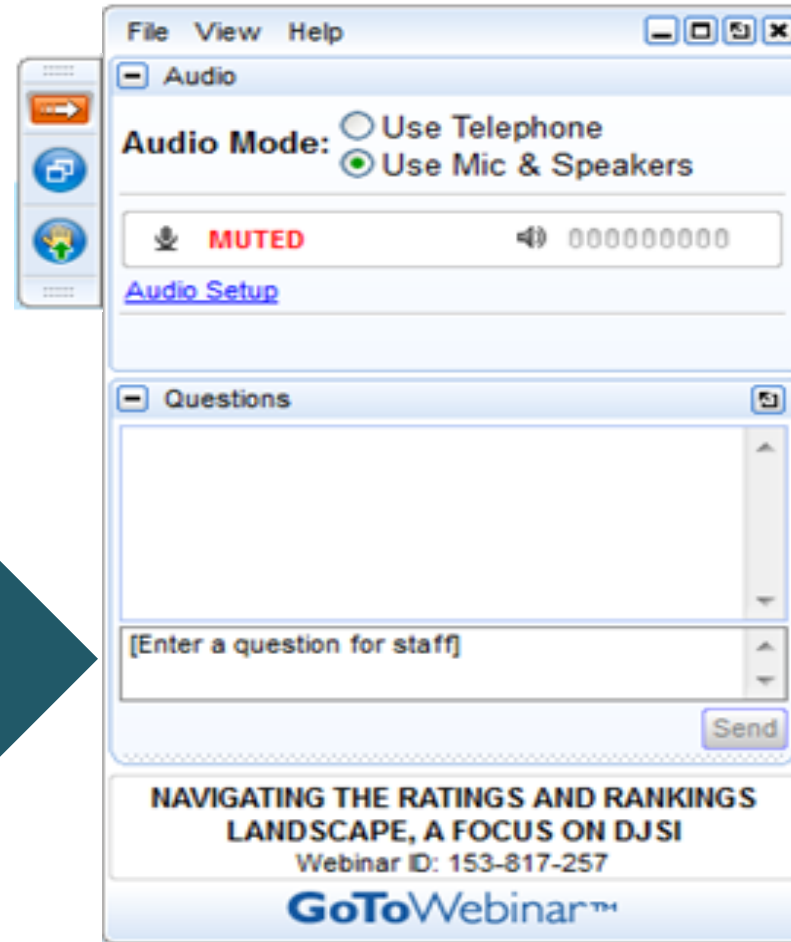 File View Help
Audio
Audio Mode: Use Telephone
Use Mic & Speakers
MUTED 000000000
Audio Setup
Questions
[Enter a question for staff]
Send
NAVIGATING THE RATINGS AND RANKINGS
LANDSCAPE, A FOCUS ON DJSI
Webinar ID: 153-817-257
GoToWebinar™